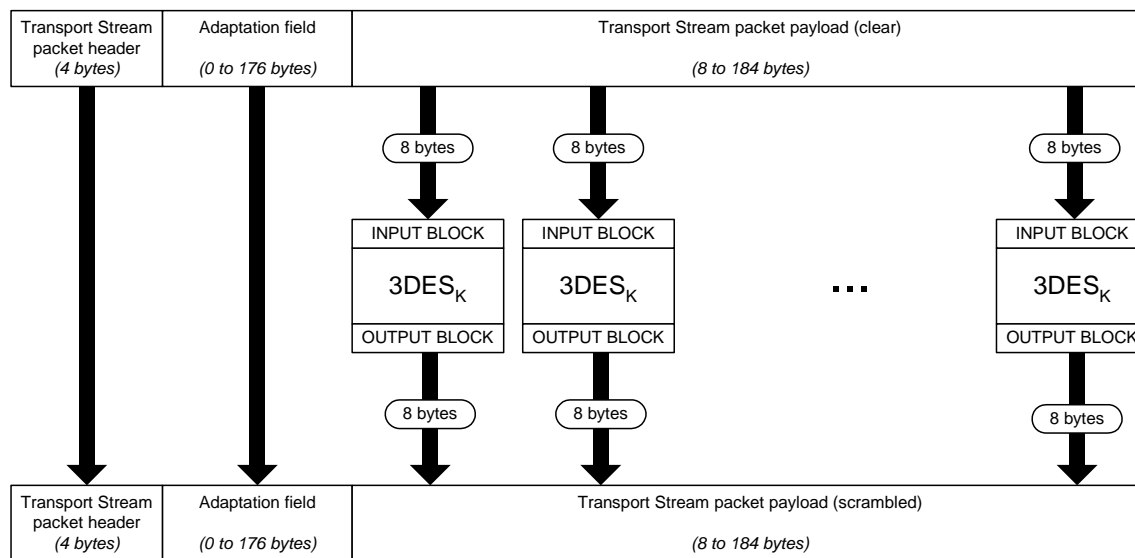 Transport Stream
packet header
(4 bytes)
Adaptation field
(0 to 176 bytes)
Transport Stream packet payload (clear)
(8 to 184 bytes)
8 bytes
8 bytes
8 bytes
INPUT BLOCK
3DESK
OUTPUT BLOCK
INPUT BLOCK
3DESK
OUTPUT BLOCK
...
INPUT BLOCK
3DESK
OUTPUT BLOCK
8 bytes
8 bytes
8 bytes
Transport Stream
packet header
(4 bytes)
Adaptation field
(0 to 176 bytes)
Transport Stream packet payload (scrambled)
(8 to 184 bytes)